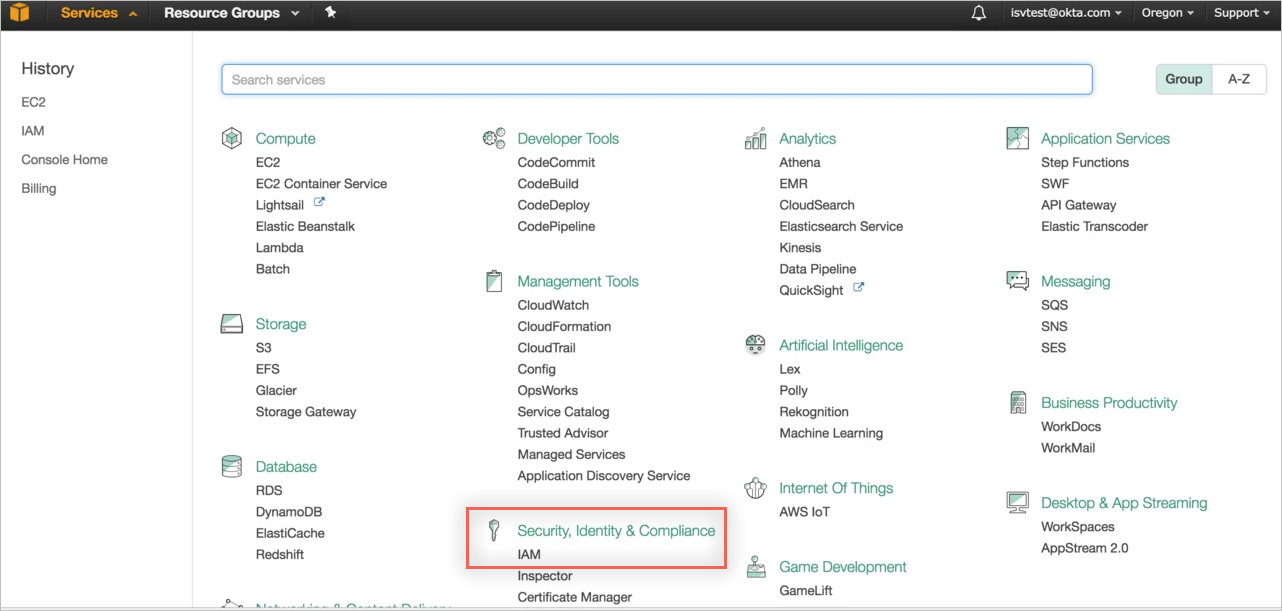 Services
Resource Groups
isvtest@okta.com
Oregon
Support
History
EC2
IAM
Console Home
Billing
Search services
Group
A-Z
Compute
EC2
EC2 Container Service
Lightsail
Elastic Beanstalk
Lambda
Batch
Storage
S3
EFS
Glacier
Storage Gateway
Database
RDS
DynamoDB
ElastiCache
Redshift
Networking & Content Delivery
Developer Tools
CodeCommit
CodeBuild
CodeDeploy
CodePipeline
Management Tools
CloudWatch
CloudFormation
CloudTrail
Config
OpsWorks
Service Catalog
Trusted Advisor
Managed Services
Application Discovery Service
Security, Identity & Compliance
IAM
Inspector
Certificate Manager
Analytics
Athena
EMR
CloudSearch
Elasticsearch Service
Kinesis
Data Pipeline
QuickSight
Artificial Intelligence
Lex
Polly
Rekognition
Machine Learning
Internet Of Things
AWS IoT
Game Development
GameLift
Application Services
Step Functions
SWF
API Gateway
Elastic Transcoder
Messaging
SQS
SNS
SES
Business Productivity
WorkDocs
WorkMail
Desktop & App Streaming
WorkSpaces
AppStream 2.0